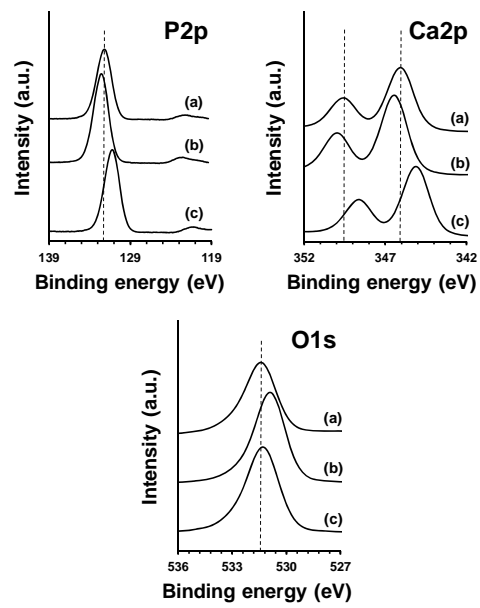 P2p
Intensity (a.u.)
(a)
(b)
(c)
139 129 119
Binding energy (eV)
Ca2p
Intensity (a.u.)
(a)
(b)
(c)
352 347 342
Binding energy (eV)
O1s
Intensity (a.u.)
(a)
(b)
(c)
536 531 530 527
Binding energy (eV)